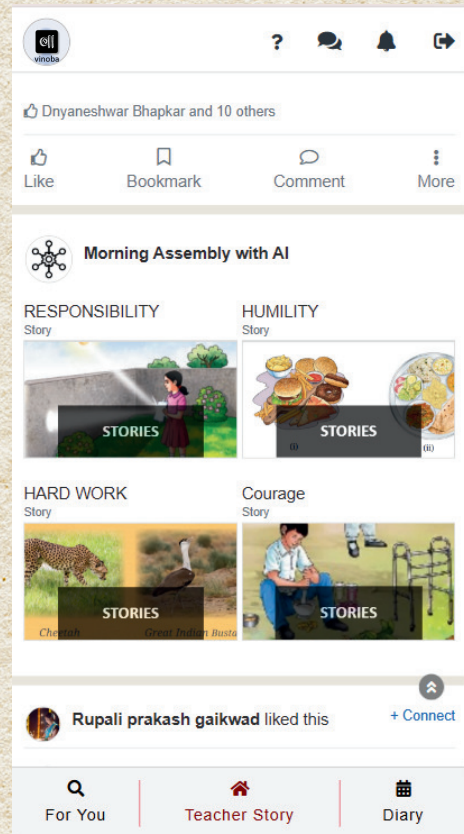 vinoba
?
Dnyaneshwar Bhapkar and 10 others
Like Bookmark Comment More
Morning Assembly with AI
RESPONSIBILITY
Story
STORIES
HUMILITY
Story
STORIES
(i) (ii)
HARD WORK
Story
STORIES
Cheetah Great Indian Busta
Courage
Story
STORIES
Rupali prakash gaikwad liked this
+ Connect
For You Teacher Story Diary